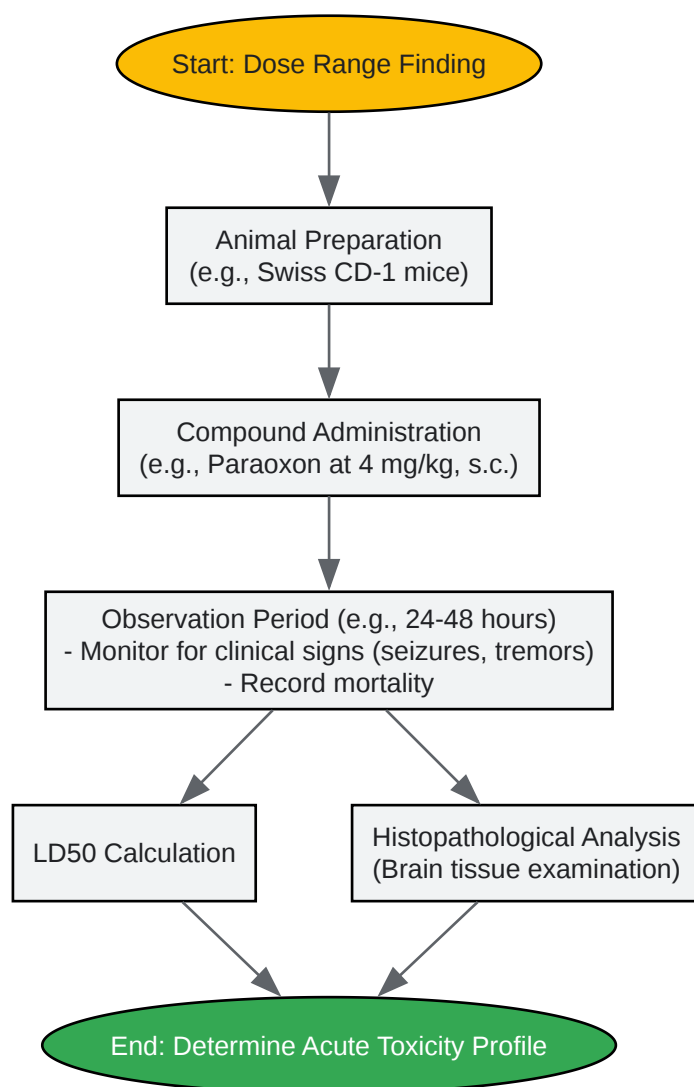 Start: Dose Range Finding
Animal Preparation
(e.g., Swiss CD-1 mice)
Compound Administration
(e.g., Paraoxon at 4 mg/kg, s.c.)
Observation Period (e.g., 24-48 hours)
- Monitor for clinical signs (seizures, tremors)
- Record mortality
LD50 Calculation
Histopathological Analysis
(Brain tissue examination)
End: Determine Acute Toxicity Profile